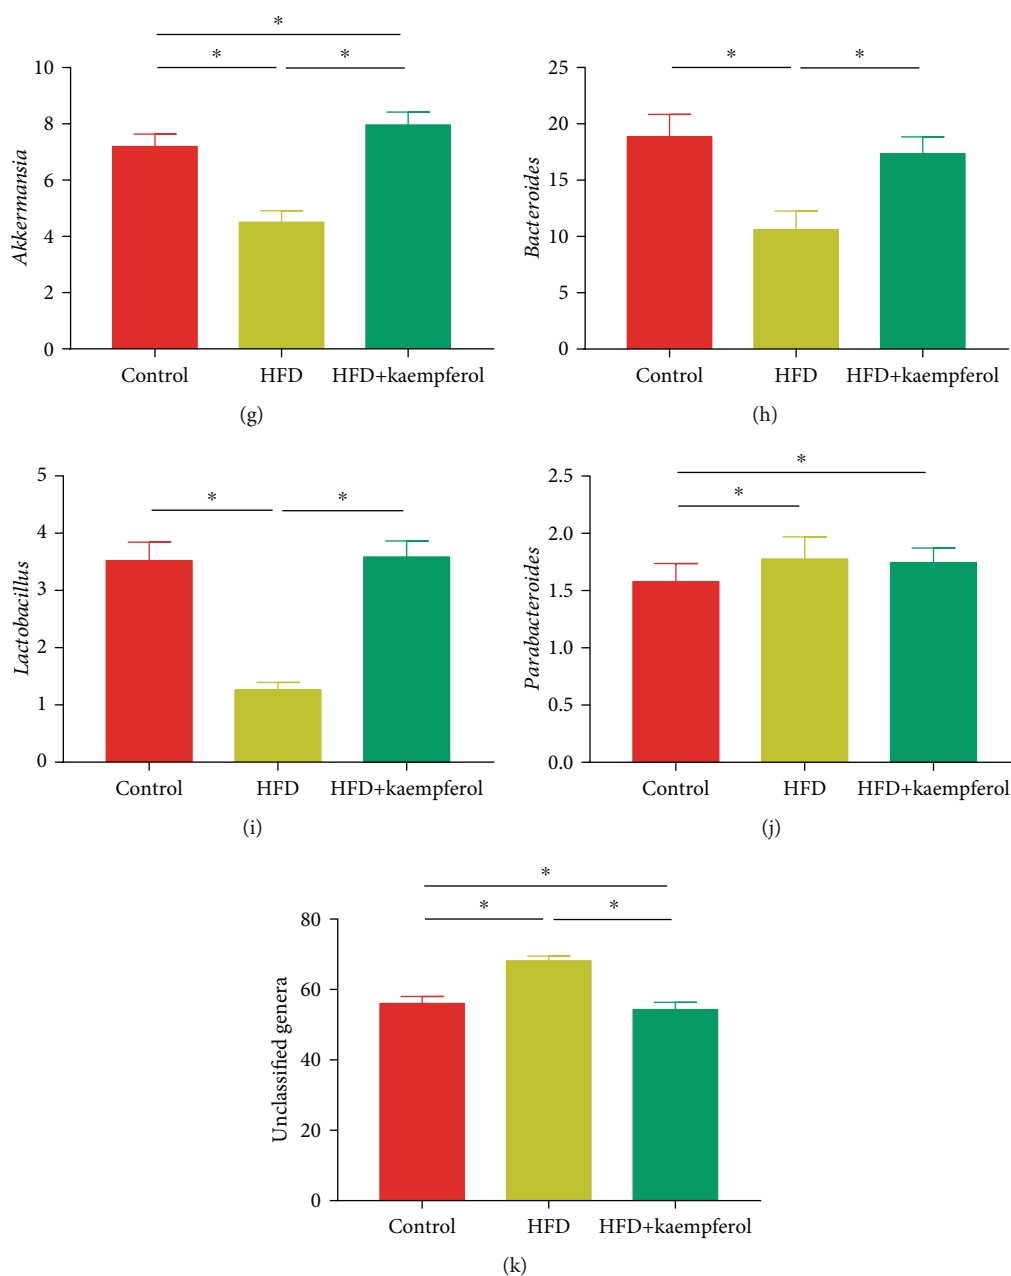 * 
* *
10
8
6
4
2
0
Akkermansia
Control HFD HFD+kaempferol
(g)
* *
25
20
15
10
5
0
Bacteroides
Control HFD HFD+kaempferol
(h)
* *
5
4
3
2
1
0
Lactobacillus
Control HFD HFD+kaempferol
(i)
*
*
2.5
2.0
1.5
1.0
0.5
0.0
Parabacteroides
Control HFD HFD+kaempferol
(j)
*
* *
80
60
40
20
0
Unclassified genera
Control HFD HFD+kaempferol
(k)